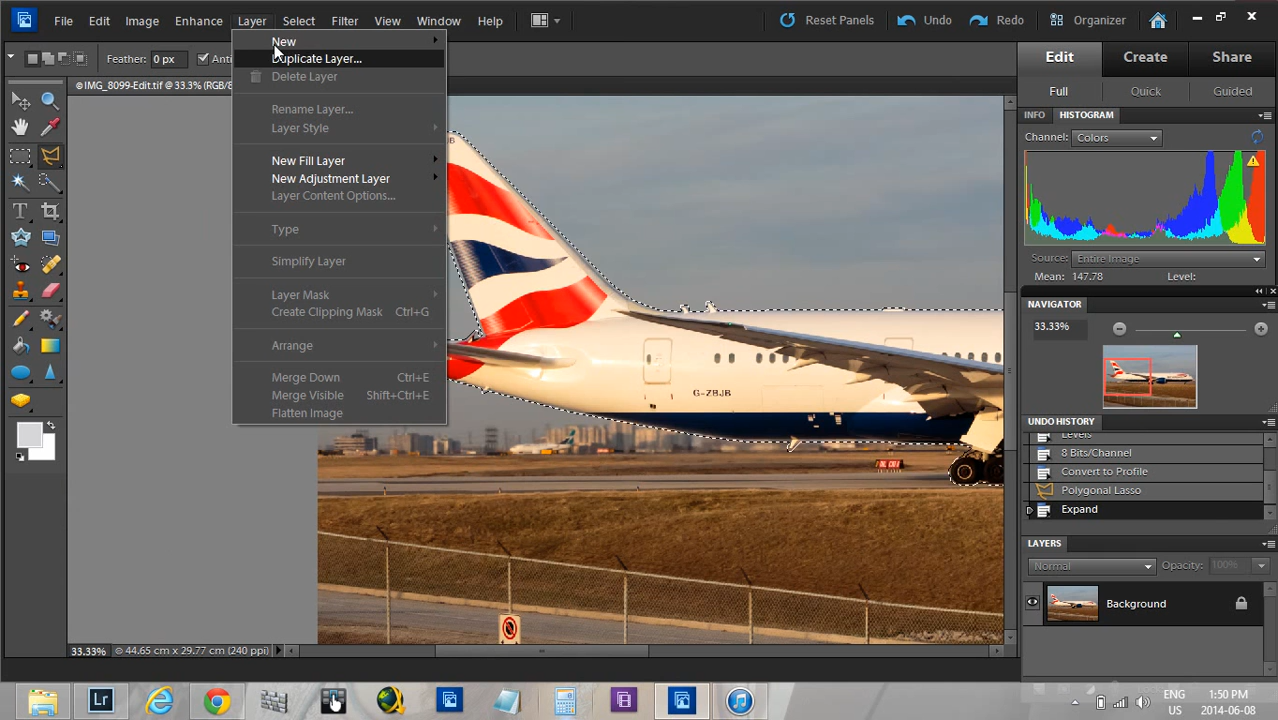 File Edit Image Enhance Layer Select Filter View Window Help Reset Panels Undo Redo Organizer
Feather: 0 px Anti
Edit Create Share
Full Quick Guided
IMG_8099-Edit.tif @ 33.3% (RGB/8
New
Duplicate Layer...
Delete Layer
Rename Layer...
Layer Style
New Fill Layer
New Adjustment Layer
Layer Content Options...
Type
Simplify Layer
Layer Mask
Create Clipping Mask Ctrl+G
Arrange
Merge Down Ctrl+E
Merge Visible Shift+Ctrl+E
Flatten Image
G-ZBJB
INFO HISTOGRAM
Channel: Colors
Source: Entire Image
Mean: 147.78 Level:
NAVIGATOR
33.33%
UNDO HISTORY
Levels
8 Bits/Channel
Convert to Profile
Polygonal Lasso
Expand
LAYERS
Normal Opacity: 100%
Background
33.33% 44.65 cm x 29.77 cm (240 ppi)
Lr
ENG 1:50 PM
US 2014-06-08